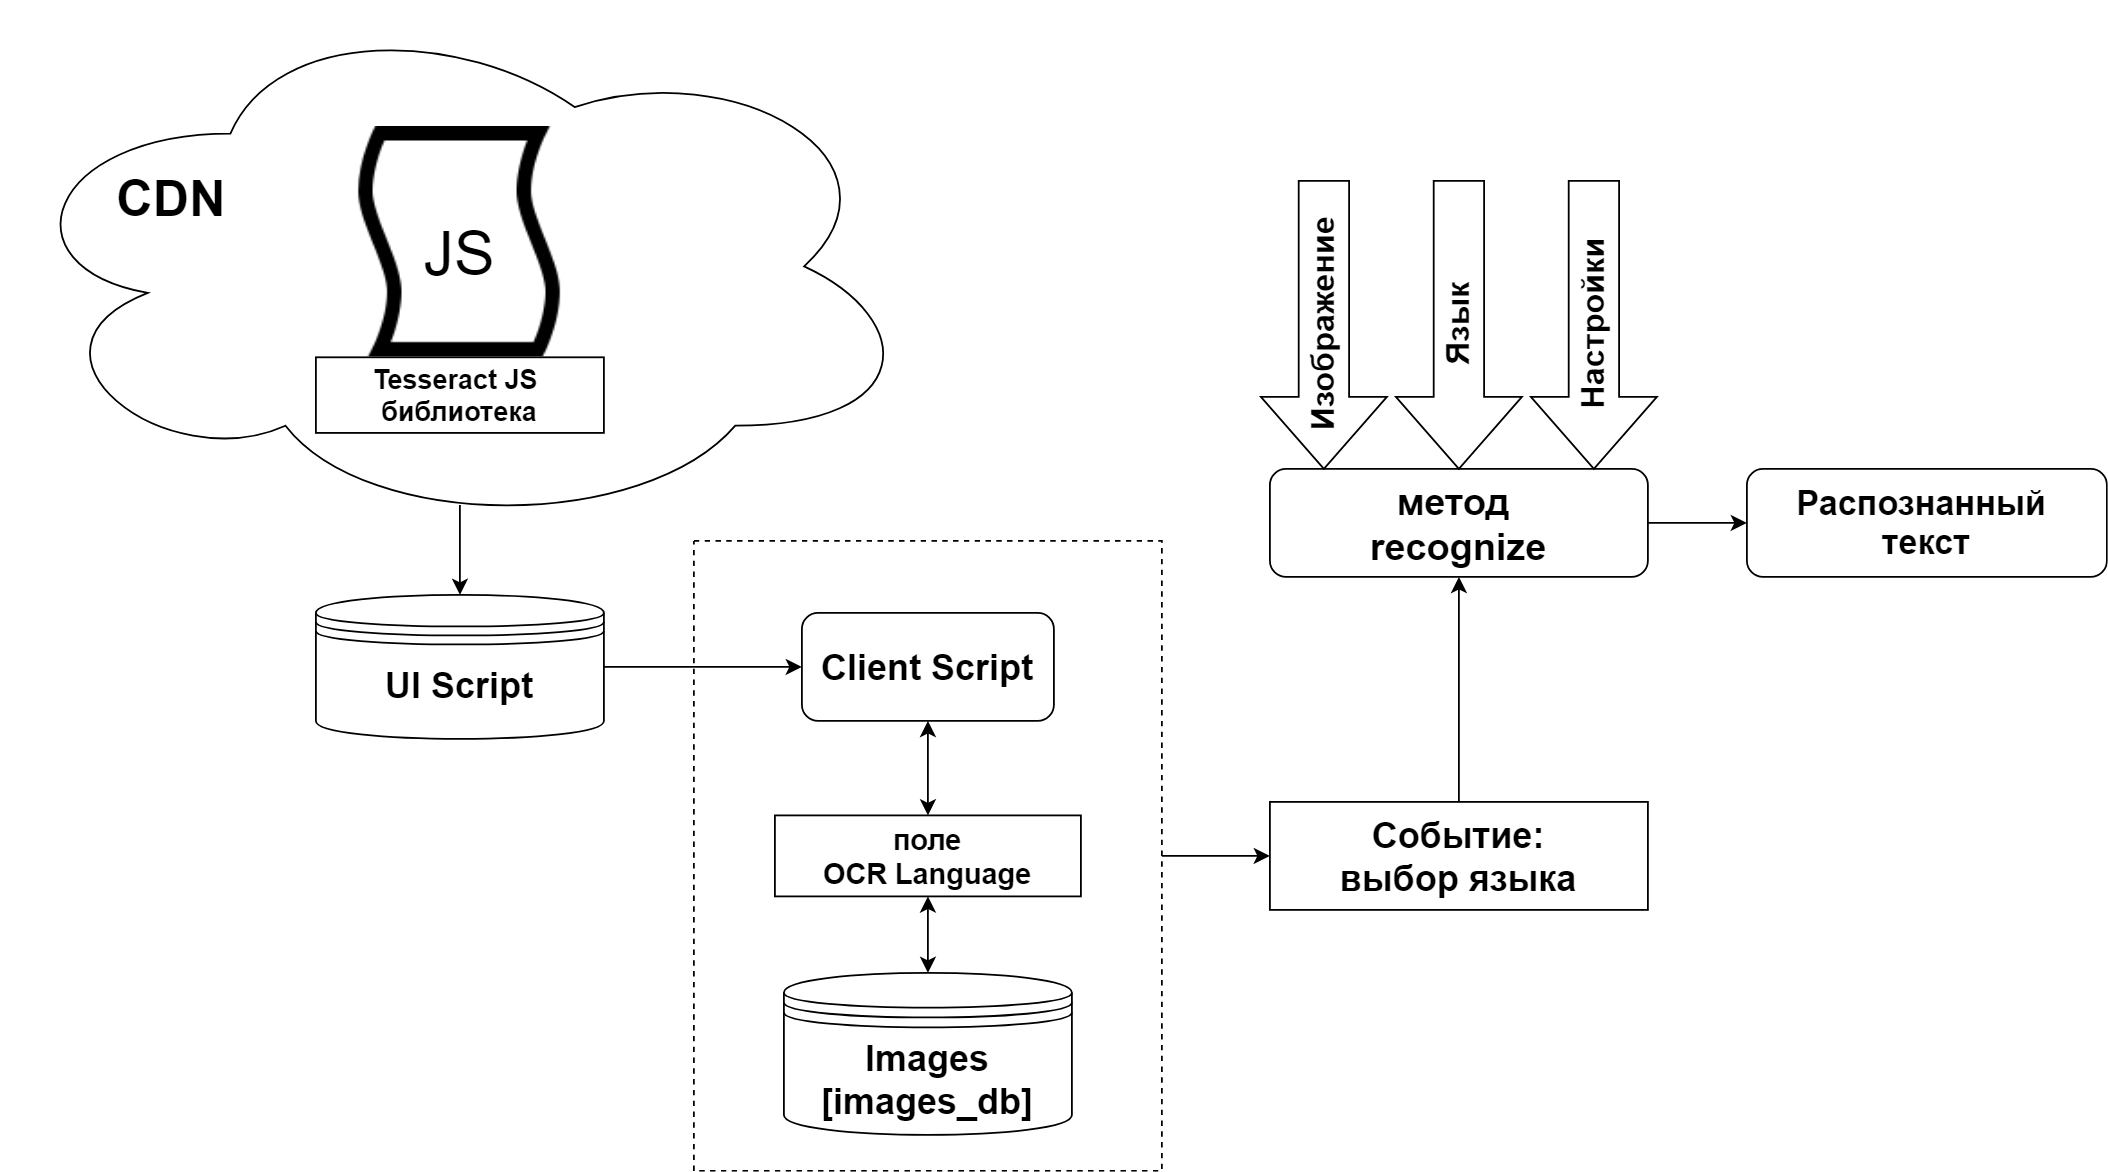 CDN
JS
Tesseract JS
библиотека
UI Script
Client Script
поле
OCR Language
Images
[images_db]
Изображение
Язык
Настройки
метод
recognize
Распознанный
текст
Событие:
выбор языка